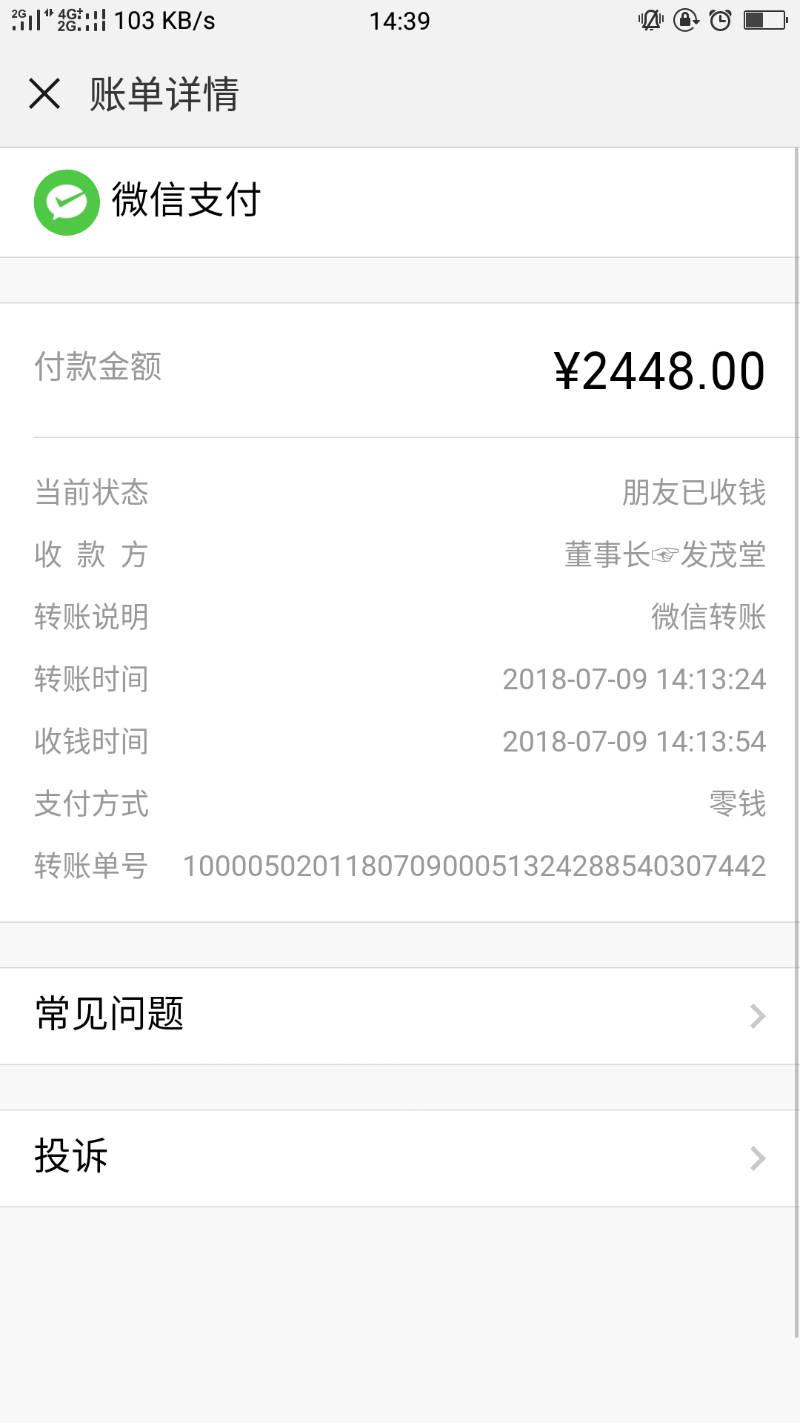 2G 4G+ 2G 103 KB/s 14:39
账单详情
微信支付
付款金额 ¥2448.00
当前状态 朋友已收钱
收 款 方 董事长☞发茂堂
转账说明 微信转账
转账时间 2018-07-09 14:13:24
收钱时间 2018-07-09 14:13:54
支付方式 零钱
转账单号 100005020118070900051324288540307442
常见问题
投诉